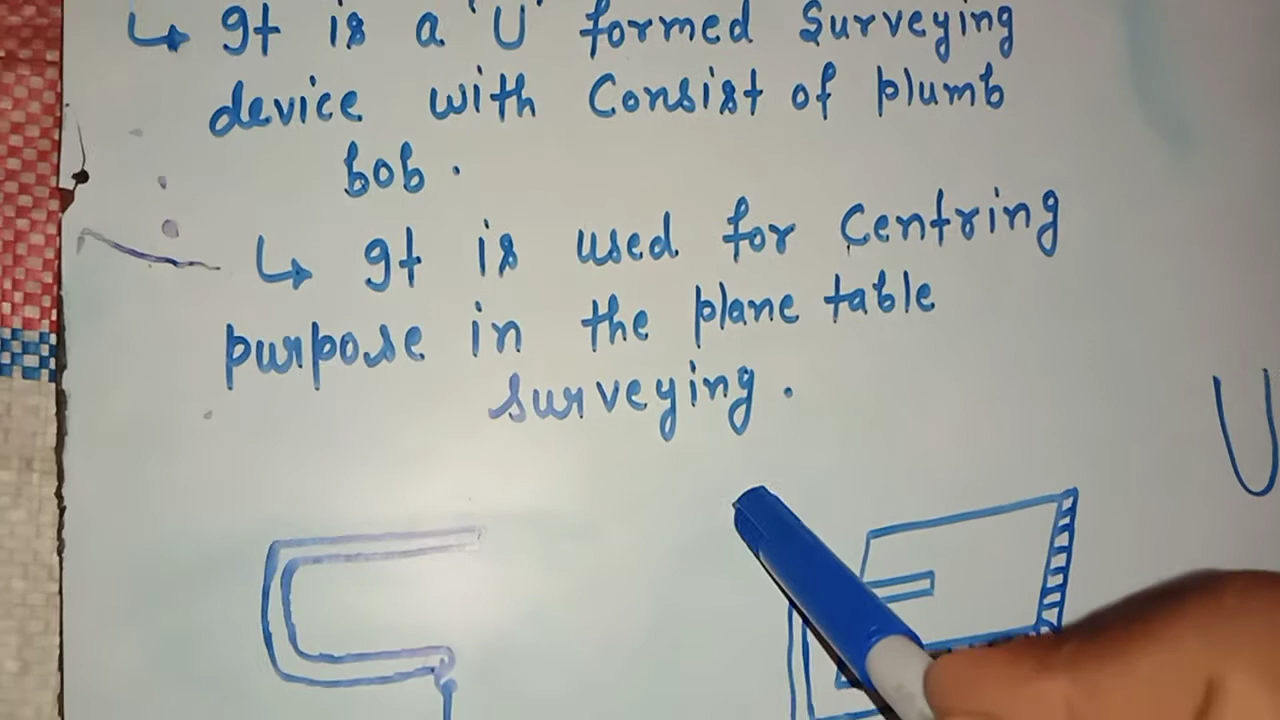 ↳ It is a 'U' formed Surveying
device with Consist of plumb
bob.
↳ It is used for Centring
purpose in the plane table
surveying.
U